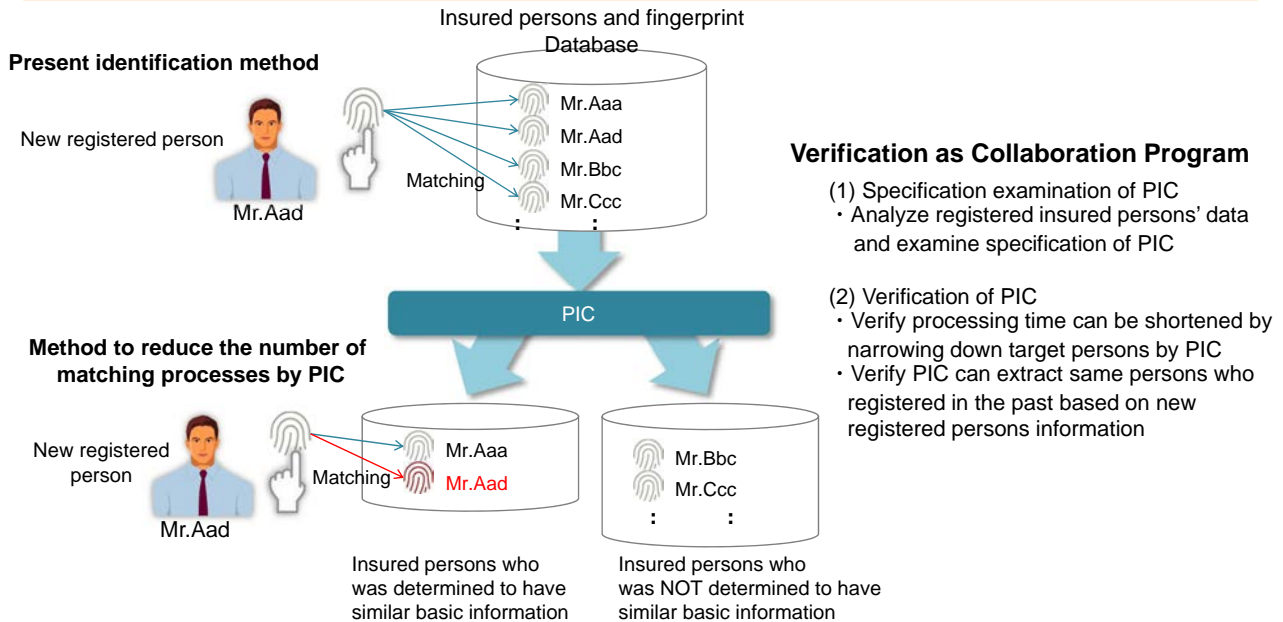 Insured persons and fingerprint
Database
Present identification method
New registered person
Mr.Aad
Matching
Mr.Aaa
Mr.Aad
Mr.Bbc
Mr.Ccc
: :
PIC
Method to reduce the number of
matching processes by PIC
New registered
person
Mr.Aad
Matching
Mr.Aaa
Mr.Aad
Mr.Bbc
Mr.Ccc
: :
Insured persons who
was determined to have
similar basic information
Insured persons who
was NOT determined to have
similar basic information
Verification as Collaboration Program
(1) Specification examination of PIC
・Analyze registered insured persons’ data
and examine specification of PIC
(2) Verification of PIC
・Verify processing time can be shortened by
narrowing down target persons by PIC
・Verify PIC can extract same persons who
registered in the past based on new
registered persons information